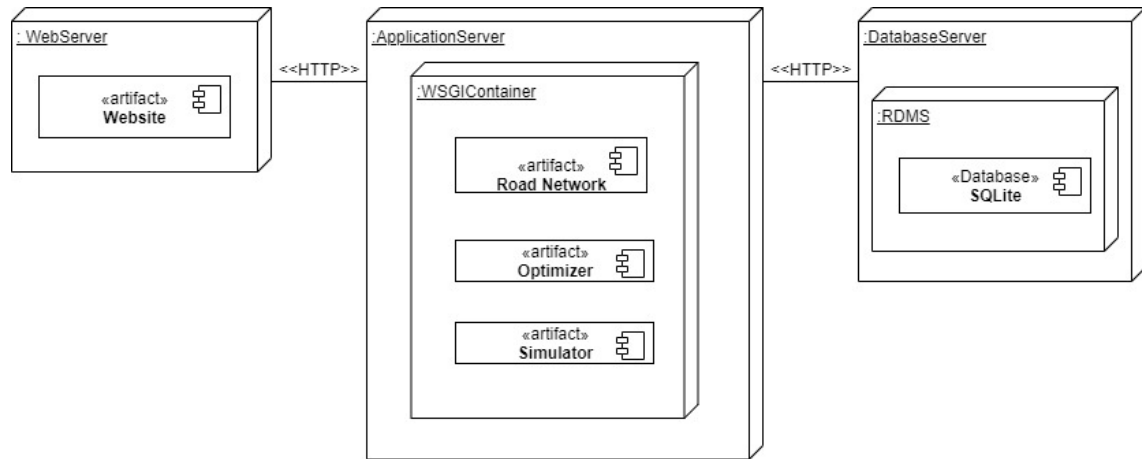 : WebServer
«artifact»
Website
<<HTTP>>
:ApplicationServer
:WSGIContainer
«artifact»
Road Network
«artifact»
Optimizer
«artifact»
Simulator
<<HTTP>>
:DatabaseServer
:RDMS
«Database»
SQLite